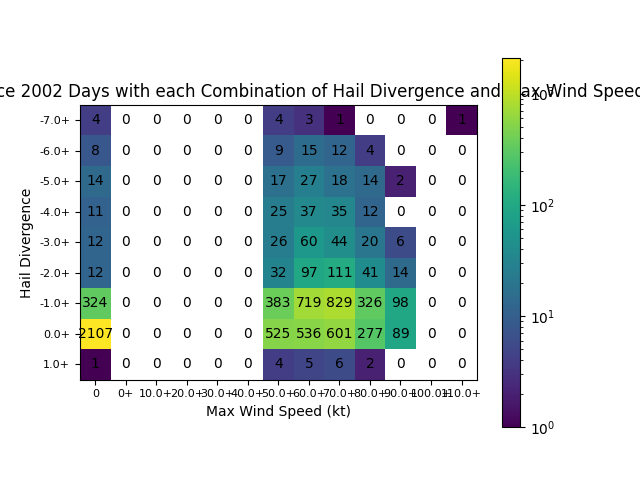 ce 2002 Days with each Combination of Hail Divergence and Max Wind Speed
Hail Divergence
-7.0+ 4 0 0 0 0 0 4 3 1 0 0 0 1
-6.0+ 8 0 0 0 0 0 9 15 12 4 0 0 0
-5.0+ 14 0 0 0 0 0 17 27 18 14 2 0 0
-4.0+ 11 0 0 0 0 0 25 37 35 12 0 0 0
-3.0+ 12 0 0 0 0 0 26 60 44 20 6 0 0
-2.0+ 12 0 0 0 0 0 32 97 111 41 14 0 0
-1.0+ 324 0 0 0 0 0 383 719 829 326 98 0 0
0.0+ 2107 0 0 0 0 0 525 536 601 277 89 0 0
1.0+ 1 0 0 0 0 0 4 5 6 2 0 0 0
0 0+ 10.0+ 20.0+ 30.0+ 40.0+ 50.0+ 60.0+ 70.0+ 80.0+ 90.0+ 100.0+ 110.0+
Max Wind Speed (kt)
10³
10²
10¹
10⁰